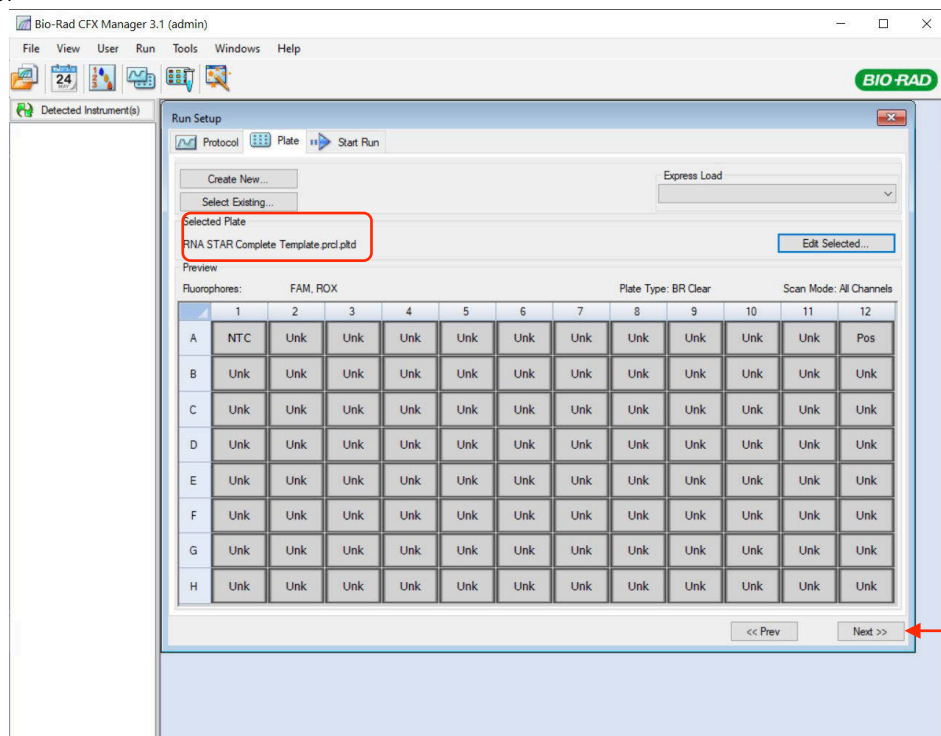 Bio-Rad CFX Manager 3.1 (admin)
File View User Run Tools Windows Help
24
BIO-RAD
Detected Instrument(s)
Run Setup
Protocol Plate Start Run
Create New...
Express Load
Select Existing...
Selected Plate
RNA STAR Complete Template.prcl.pltd
Edit Selected...
Preview
Fluorophores: FAM, ROX Plate Type: BR Clear Scan Mode: All Channels
1 2 3 4 5 6 7 8 9 10 11 12
A NTC Unk Unk Unk Unk Unk Unk Unk Unk Unk Unk Pos
B Unk Unk Unk Unk Unk Unk Unk Unk Unk Unk Unk Unk
C Unk Unk Unk Unk Unk Unk Unk Unk Unk Unk Unk Unk
D Unk Unk Unk Unk Unk Unk Unk Unk Unk Unk Unk Unk
E Unk Unk Unk Unk Unk Unk Unk Unk Unk Unk Unk Unk
F Unk Unk Unk Unk Unk Unk Unk Unk Unk Unk Unk Unk
G Unk Unk Unk Unk Unk Unk Unk Unk Unk Unk Unk Unk
H Unk Unk Unk Unk Unk Unk Unk Unk Unk Unk Unk Unk
<< Prev Next >>